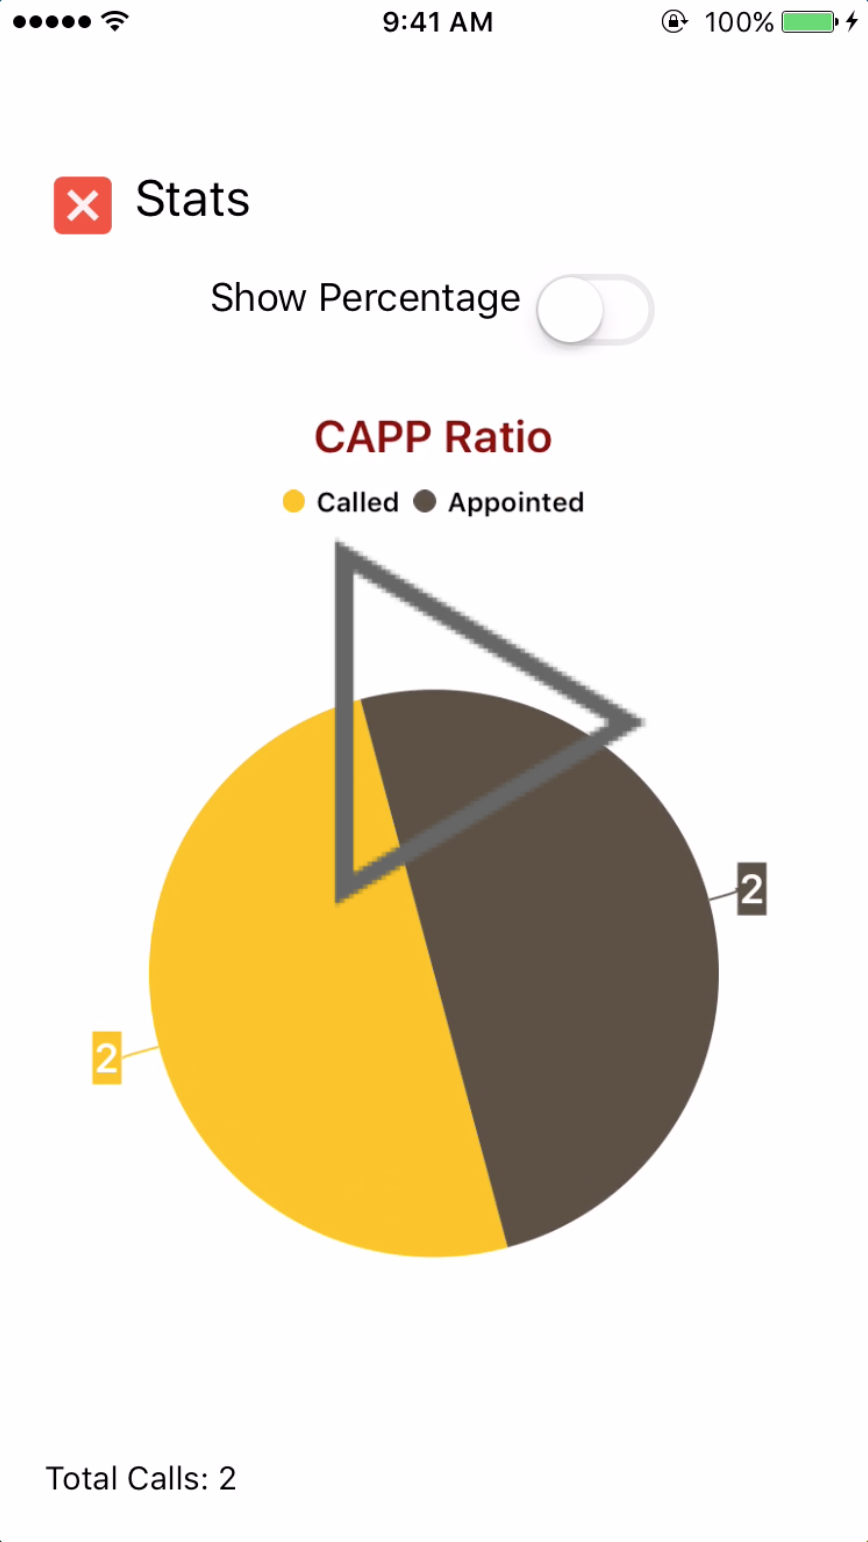 9:41 AM 100%
Stats
Show Percentage
CAPP Ratio
Called Appointed
2
2
Total Calls: 2